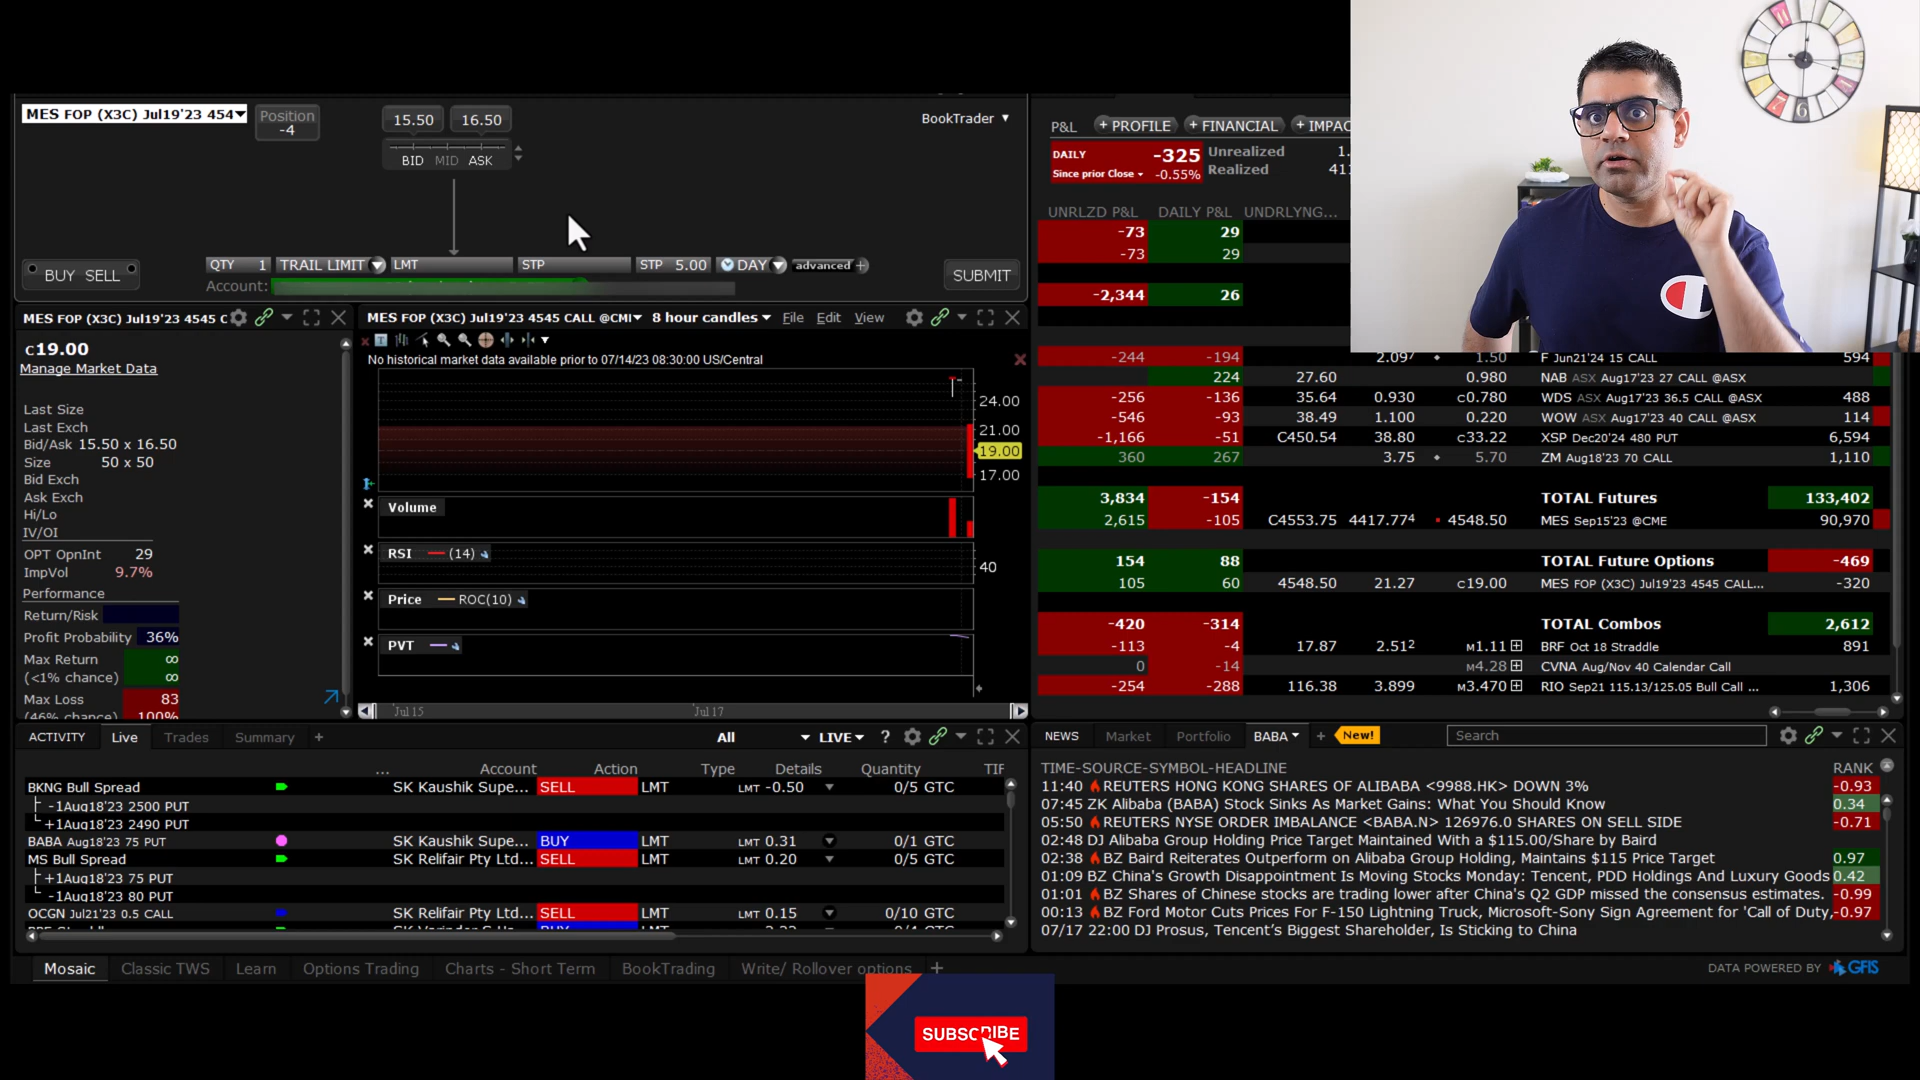 MES FOP (X3C) Jul19'23 454
Position
-4
15.50 16.50
BID MID ASK
BookTrader
BUY SELL
QTY 1 TRAIL LIMIT LMT STP STP 5.00 DAY advanced +
Account:
SUBMIT
MES FOP (X3C) Jul19'23 4545 C
C19.00
Manage Market Data
Last Size
Last Exch
Bid/Ask 15.50 x 16.50
Size 50 x 50
Bid Exch
Ask Exch
Hi/Lo
IV/OI
OPT OpnInt 29
ImpVol 9.7%
Performance
Return/Risk
Profit Probability 36%
Max Return ∞
(<1% chance) ∞
Max Loss 83
(46% chance) 100%
MES FOP (X3C) Jul19'23 4545 CALL @CMI 8 hour candles File Edit View
No historical market data available prior to 07/14/23 08:30:00 US/Central
24.00
21.00
19.00
17.00
Volume
RSI (14)
40
Price ROC(10)
PVT
Jul 15 Jul 17
P&L + PROFILE + FINANCIAL + IMPAC
DAILY -325
Since prior Close -0.55%
Unrealized 1.
Realized 411
UNRLZD P&L DAILY P&L UNDRLYNG...
-73 29
-73 29
-2,344 26
-244 -194 2.09⁷ 1.50 F Jun21'24 15 CALL 594
224 27.60 0.980 NAB ASX Aug17'23 27 CALL @ASX
-256 -136 35.64 0.930 c0.780 WDS ASX Aug17'23 36.5 CALL @ASX 488
-546 -93 38.49 1.100 0.220 WOW ASX Aug17'23 40 CALL @ASX 114
-1,166 -51 C450.54 38.80 c33.22 XSP Dec20'24 480 PUT 6,594
360 267 3.75 5.70 ZM Aug18'23 70 CALL 1,110
3,834 -154 TOTAL Futures 133,402
2,615 -105 C4553.75 4417.77⁴ 4548.50 MES Sep15'23 @CME 90,970
154 88 TOTAL Future Options -469
105 60 4548.50 21.27 c19.00 MES FOP (X3C) Jul19'23 4545 CALL... -320
-420 -314 TOTAL Combos 2,612
-113 -4 17.87 2.51² M1.11 BRF Oct 18 Straddle 891
0 -14 M4.28 CVNA Aug/Nov 40 Calendar Call
-254 -288 116.38 3.899 M3.470 RIO Sep21 115.13/125.05 Bull Call ... 1,306
ACTIVITY Live Trades Summary + All LIVE ?
... Account Action Type Details Quantity TIF
BKNG Bull Spread SK Kaushik Supe... SELL LMT LMT -0.50 0/5 GTC
-1Aug18'23 2500 PUT
+1Aug18'23 2490 PUT
BABA Aug18'23 75 PUT SK Kaushik Supe... BUY LMT LMT 0.31 0/1 GTC
MS Bull Spread SK Relifair Pty Ltd... SELL LMT LMT 0.20 0/5 GTC
+1Aug18'23 75 PUT
-1Aug18'23 80 PUT
OCGN Jul21'23 0.5 CALL SK Relifair Pty Ltd... SELL LMT LMT 0.15 0/10 GTC
NEWS Market Portfolio BABA + New! Search
TIME-SOURCE-SYMBOL-HEADLINE RANK
11:40 REUTERS HONG KONG SHARES OF ALIBABA <9988.HK> DOWN 3% -0.93
07:45 ZK Alibaba (BABA) Stock Sinks As Market Gains: What You Should Know 0.34
05:50 REUTERS NYSE ORDER IMBALANCE <BABA.N> 126976.0 SHARES ON SELL SIDE -0.71
02:48 DJ Alibaba Group Holding Price Target Maintained With a $115.00/Share by Baird
02:38 BZ Baird Reiterates Outperform on Alibaba Group Holding, Maintains $115 Price Target 0.97
01:09 BZ China's Growth Disappointment Is Moving Stocks Monday: Tencent, PDD Holdings And Luxury Goods 0.42
01:01 BZ Shares of Chinese stocks are trading lower after China's Q2 GDP missed the consensus estimates. -0.99
00:13 BZ Ford Motor Cuts Prices For F-150 Lightning Truck, Microsoft-Sony Sign Agreement for 'Call of Duty, -0.97
07/17 22:00 DJ Prosus, Tencent's Biggest Shareholder, Is Sticking to China
Mosaic Classic TWS Learn Options Trading Charts - Short Term BookTrader Write/ Rollover options +
DATA POWERED BY GFIS
SUBSCRIBE